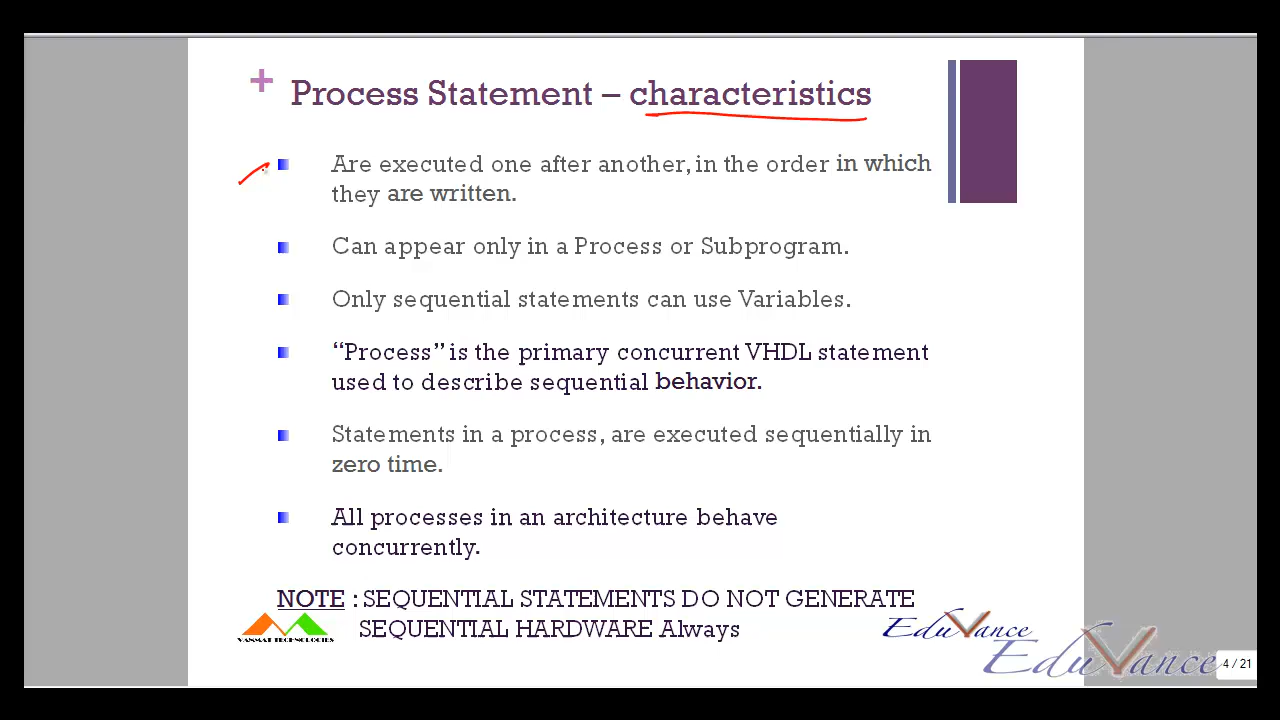 + Process Statement – characteristics
Are executed one after another, in the order in which
they are written.
Can appear only in a Process or Subprogram.
Only sequential statements can use Variables.
“Process” is the primary concurrent VHDL statement
used to describe sequential behavior.
Statements in a process, are executed sequentially in
zero time.
All processes in an architecture behave
concurrently.
NOTE : SEQUENTIAL STATEMENTS DO NOT GENERATE
SEQUENTIAL HARDWARE Always
TECHNOLOGIES
EduVance
EduVance
4 / 21